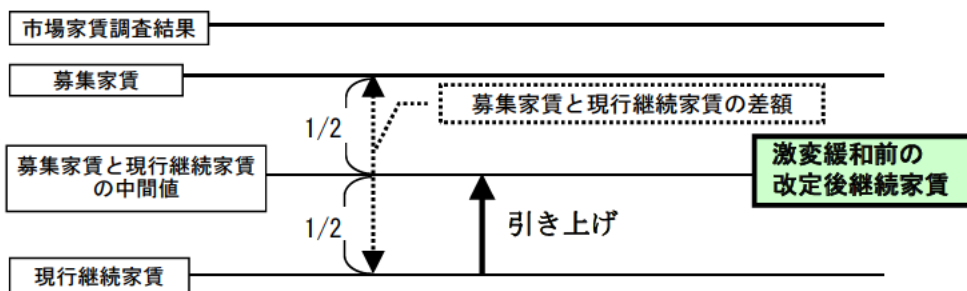 市場家賃調査結果
募集家賃
募集家賃と現行継続家賃の差額
1/2
募集家賃と現行継続家賃
の中間値
激変緩和前の
改定後継続家賃
1/2
引き上げ
現行継続家賃